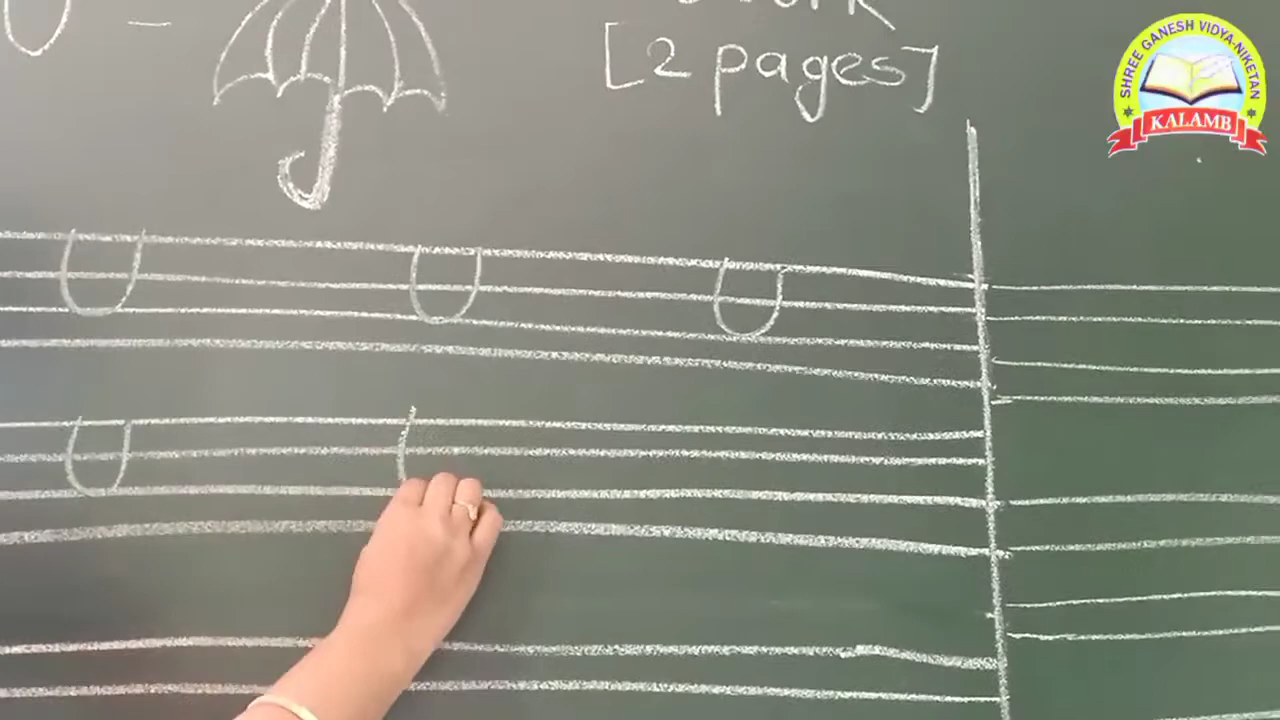 U -
[2 pages]
U U U
U
SHREE GANESH VIDYA-NIKETAN
KALAMB